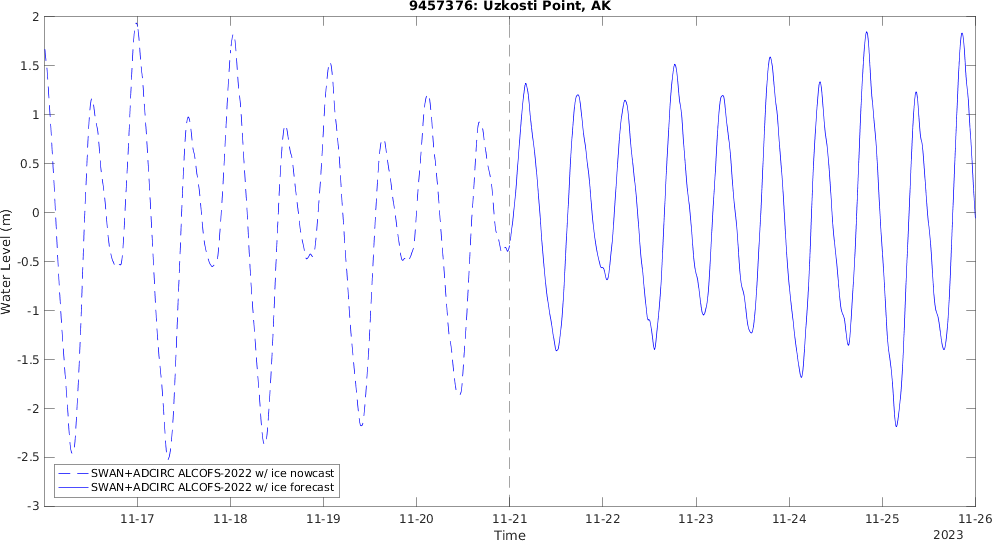 9457376: Uzkosti Point, AK
Water Level (m)
2
1.5
1
0.5
0
-0.5
-1
-1.5
-2
-2.5
-3
SWAN+ADCIRC ALCOFS-2022 w/ ice nowcast
SWAN+ADCIRC ALCOFS-2022 w/ ice forecast
11-17 11-18 11-19 11-20 11-21 11-22 11-23 11-24 11-25 11-26
Time
2023